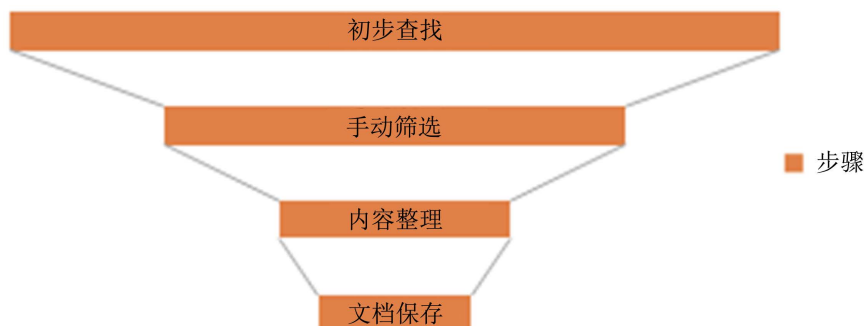 初步查找
手动筛选
步骤
内容整理
文档保存